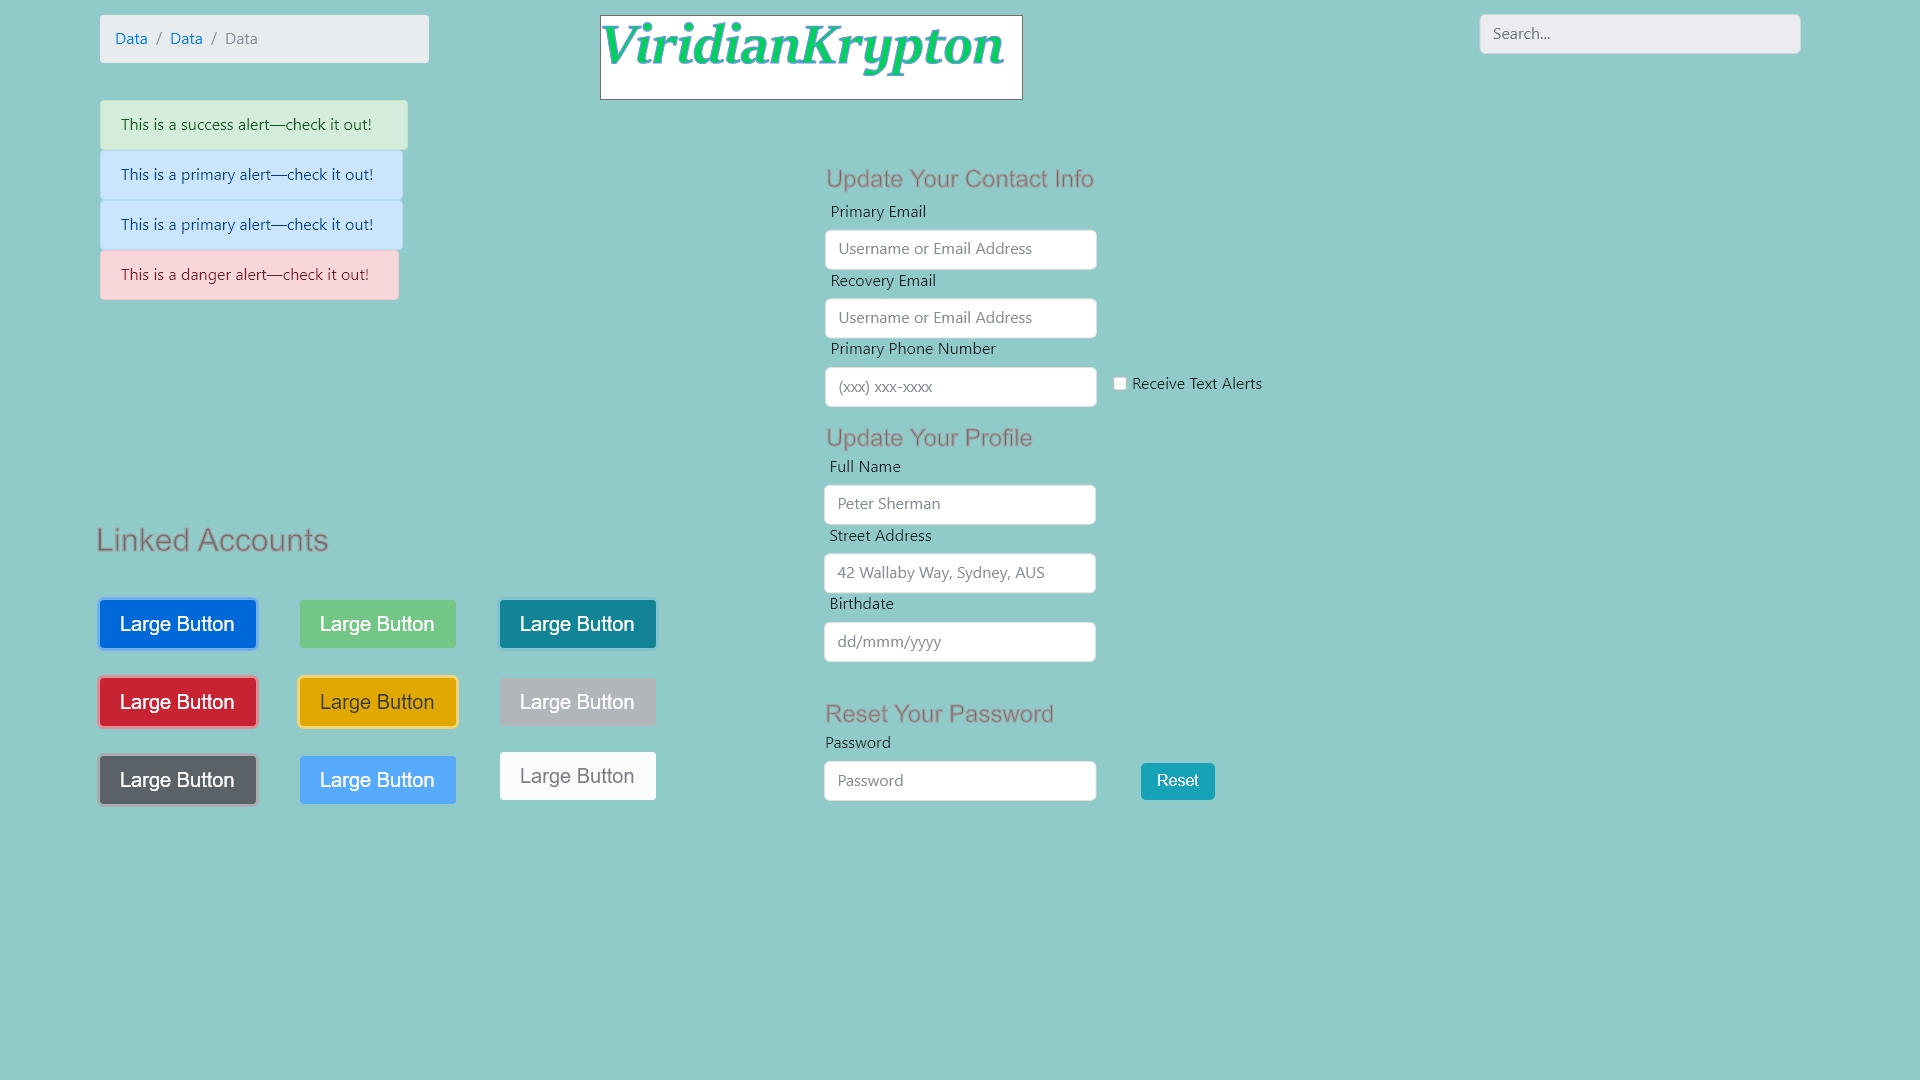 Data / Data / Data
ViridianKrypton
Search...
This is a success alert—check it out!
This is a primary alert—check it out!
This is a primary alert—check it out!
This is a danger alert—check it out!
Update Your Contact Info
Primary Email
Username or Email Address
Recovery Email
Username or Email Address
Primary Phone Number
(xxx) xxx-xxxx
Receive Text Alerts
Update Your Profile
Full Name
Peter Sherman
Street Address
42 Wallaby Way, Sydney, AUS
Birthdate
dd/mmm/yyyy
Linked Accounts
Large Button Large Button Large Button
Large Button Large Button Large Button
Large Button Large Button Large Button
Reset Your Password
Password
Password
Reset